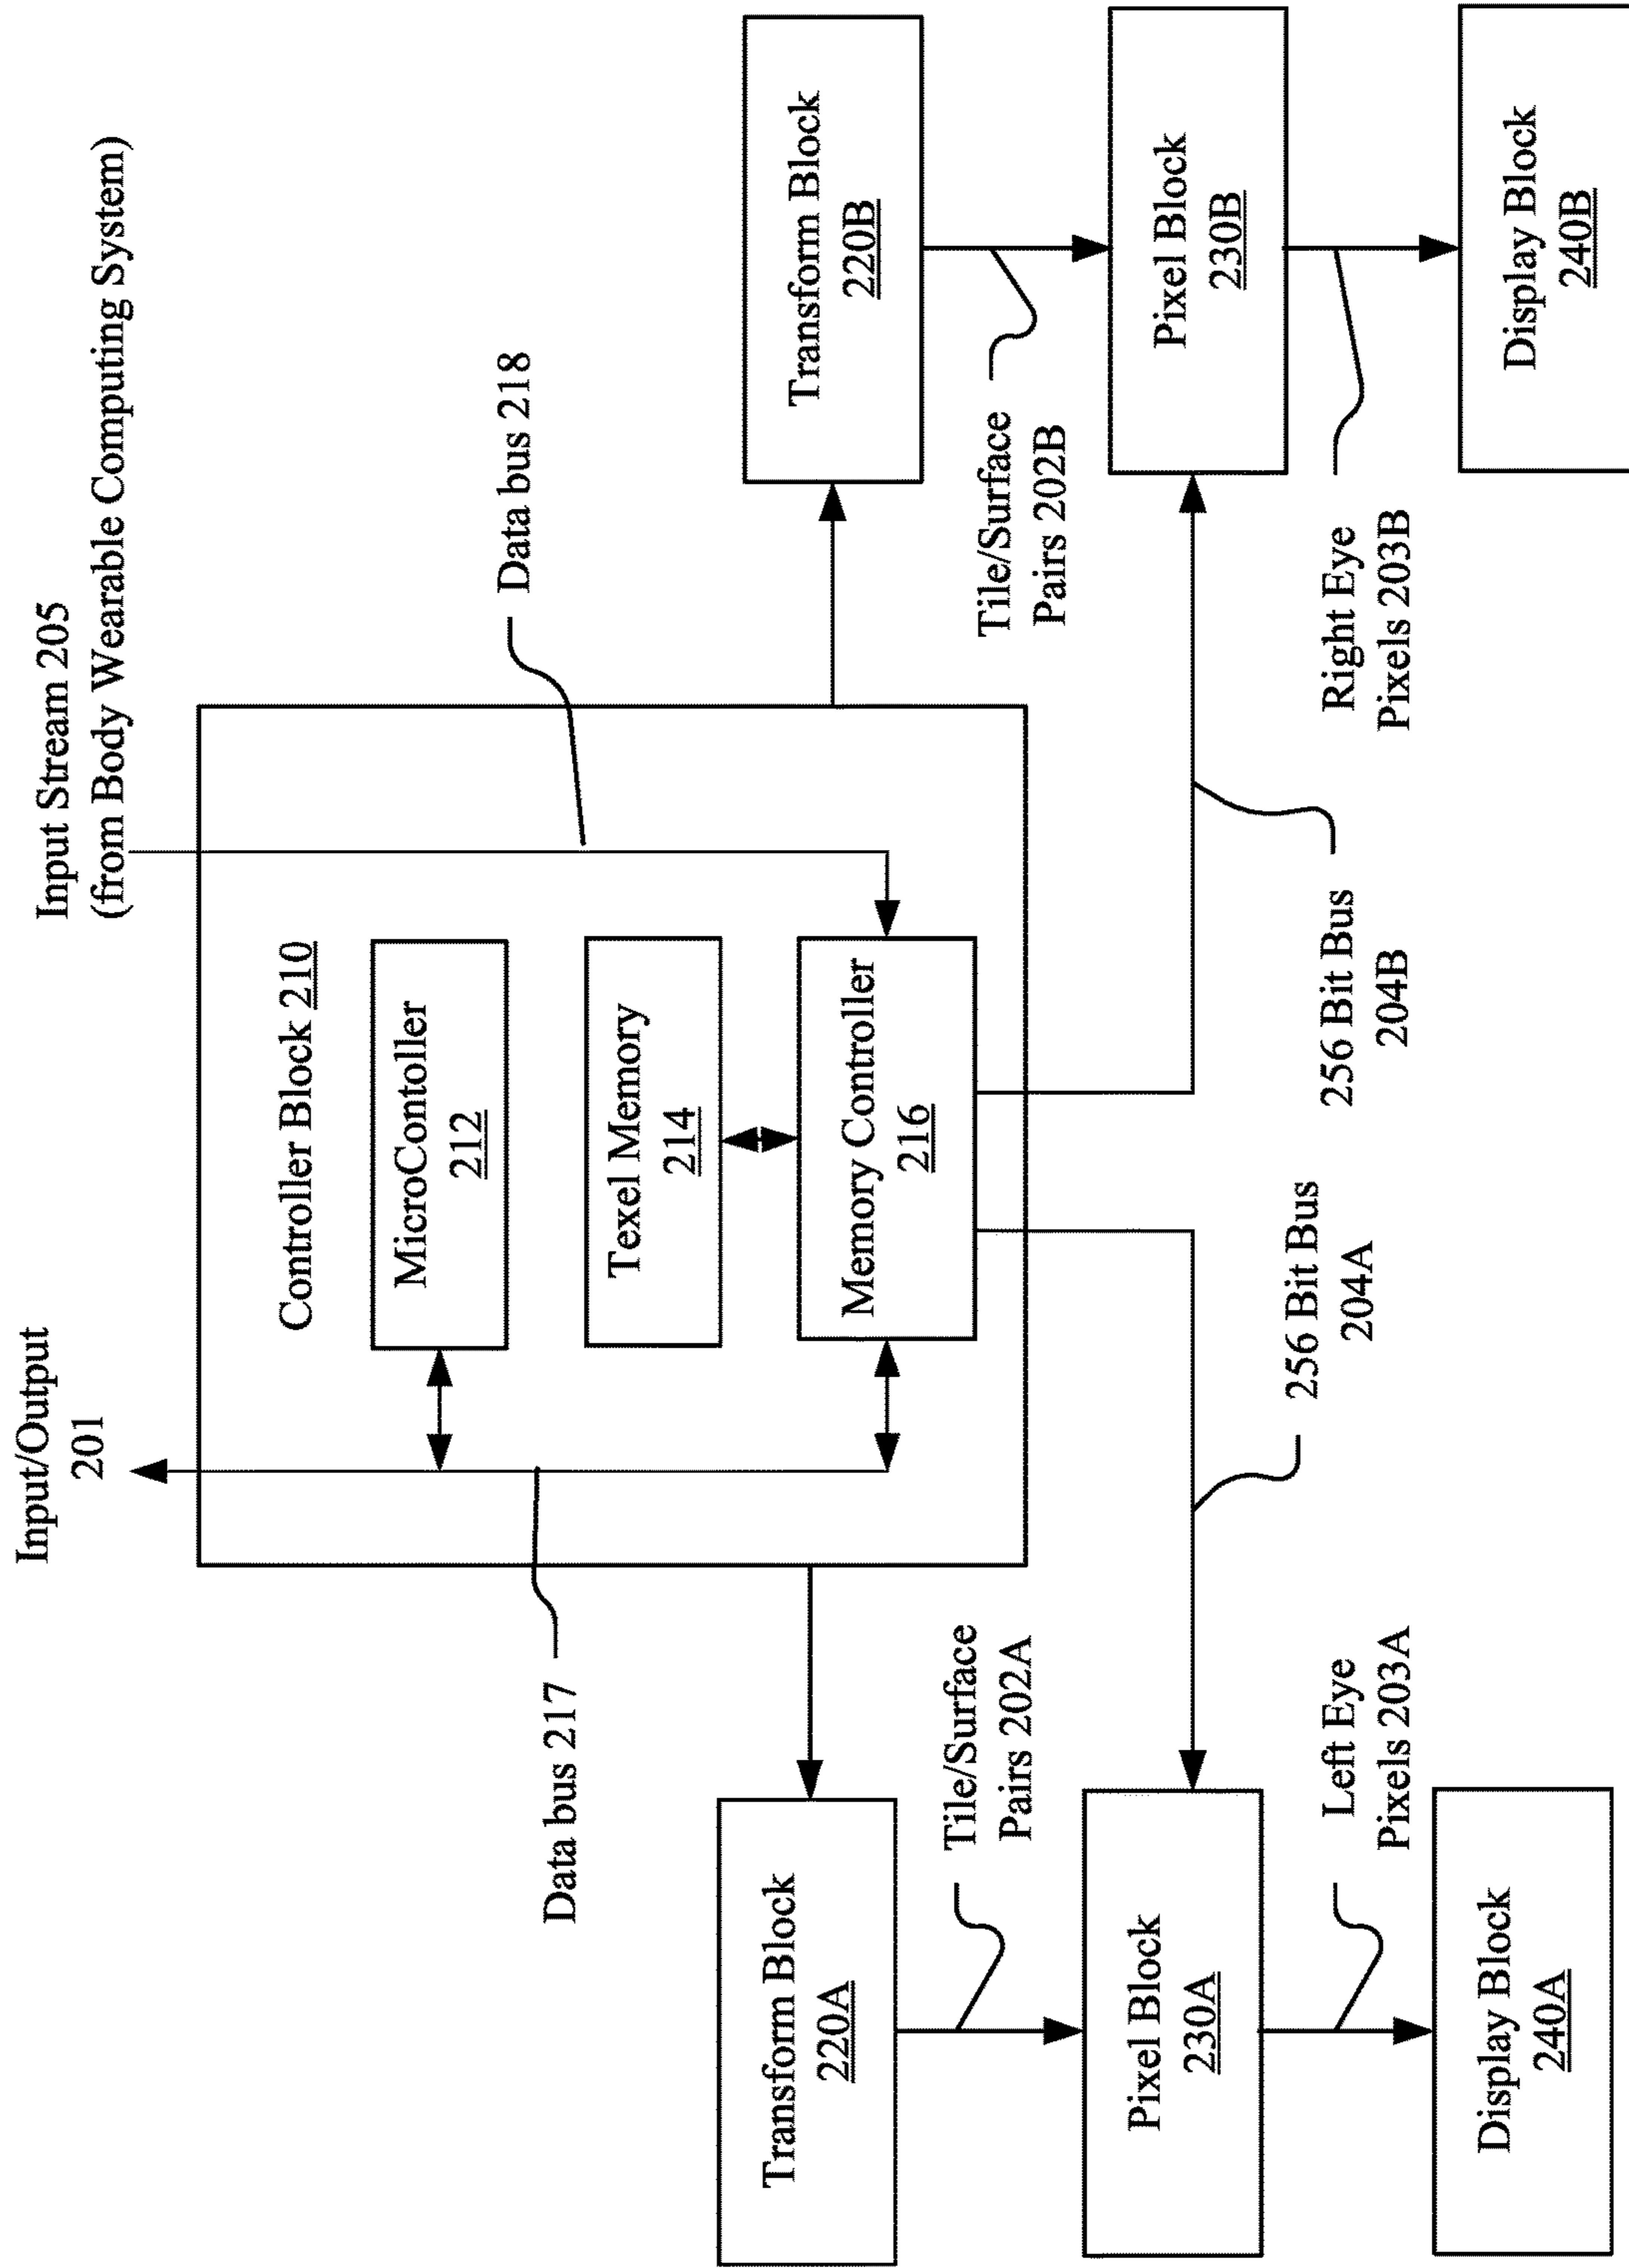 Input/Output
201
Input Stream 205
(from Body Wearable Computing System)
Controller Block 210
MicroContoller
212
Texel Memory
214
Memory Controller
216
Data bus 217
Data bus 218
Transform Block
220A
Transform Block
220B
Tile/Surface
Pairs 202A
Tile/Surface
Pairs 202B
Pixel Block
230A
Pixel Block
230B
256 Bit Bus
204A
256 Bit Bus
204B
Left Eye
Pixels 203A
Right Eye
Pixels 203B
Display Block
240A
Display Block
240B